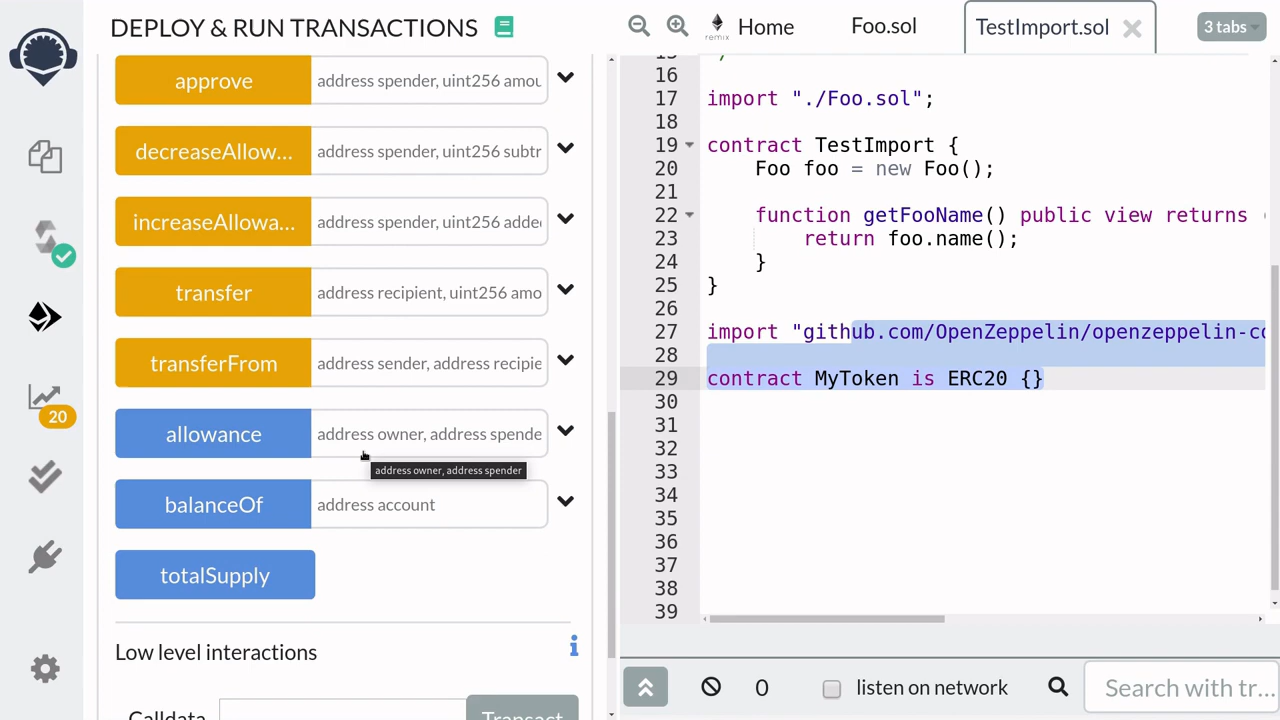 DEPLOY & RUN TRANSACTIONS
approve
address spender, uint256 amou
decreaseAllow...
address spender, uint256 subtr
increaseAllowa...
address spender, uint256 adde
transfer
address recipient, uint256 amo
transferFrom
address sender, address recipie
allowance
address owner, address spende
address owner, address spender
balanceOf
address account
totalSupply
Low level interactions
i
Calldata
Transact
20
remix
Home
Foo.sol
TestImport.sol
3 tabs
15 */
16
17 import "./Foo.sol";
18
19 contract TestImport {
20 Foo foo = new Foo();
21
22 function getFooName() public view returns (
23 return foo.name();
24 }
25 }
26
27 import "github.com/OpenZeppelin/openzeppelin-co
28
29 contract MyToken is ERC20 {}
30
31
32
33
34
35
36
37
38
39
0
listen on network
Search with tr...